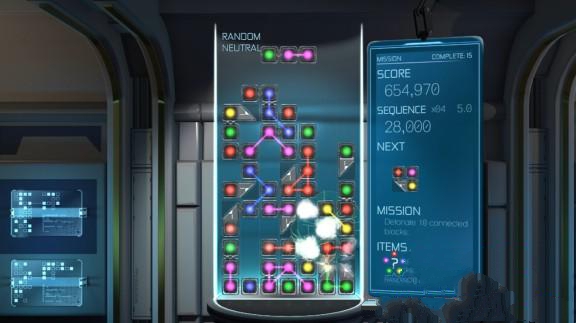 RANDOM
NEUTRAL
MISSION COMPLETE: 15
SCORE
654,970
SEQUENCE x84 5.0
28,000
NEXT
MISSION
Detonate 18 connected
blocks.
ITEMS
?